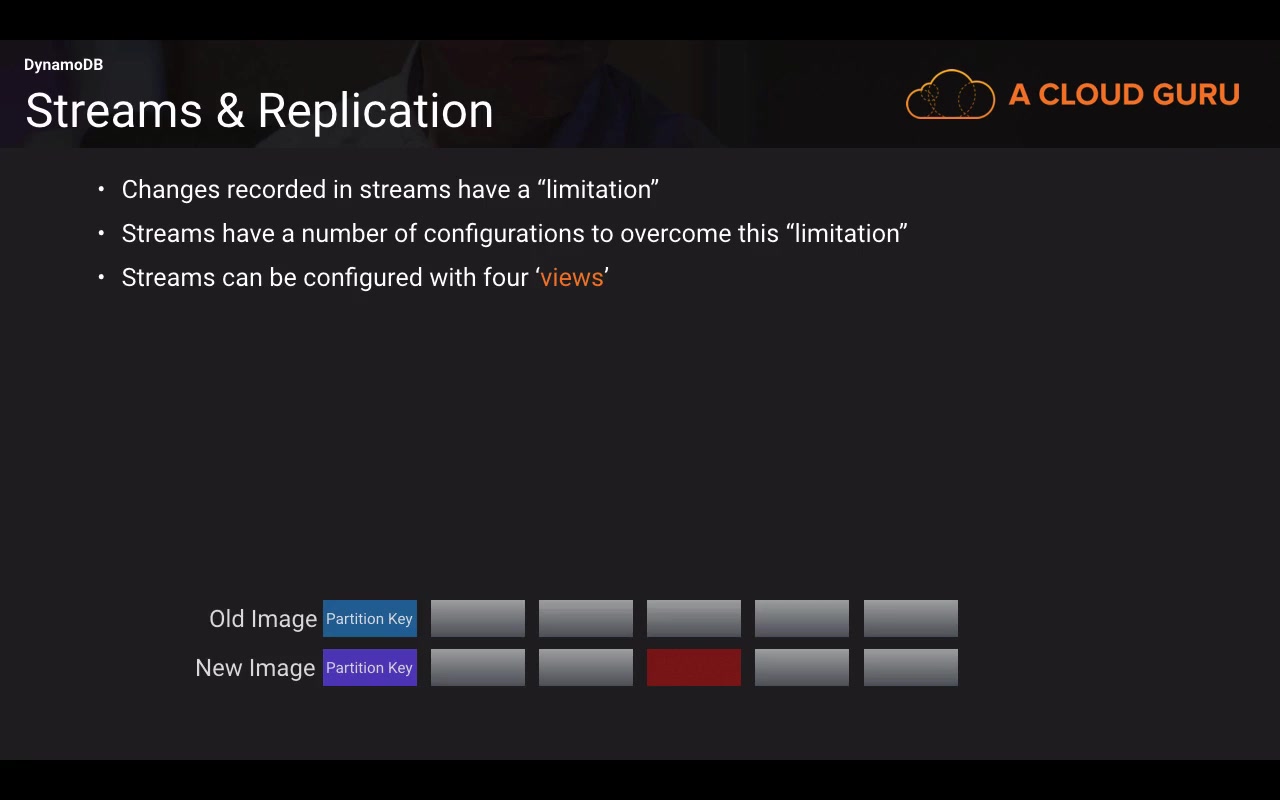 DynamoDB
Streams & Replication
A CLOUD GURU
• Changes recorded in streams have a “limitation”
• Streams have a number of configurations to overcome this “limitation”
• Streams can be configured with four ‘views’
Old Image Partition Key
New Image Partition Key